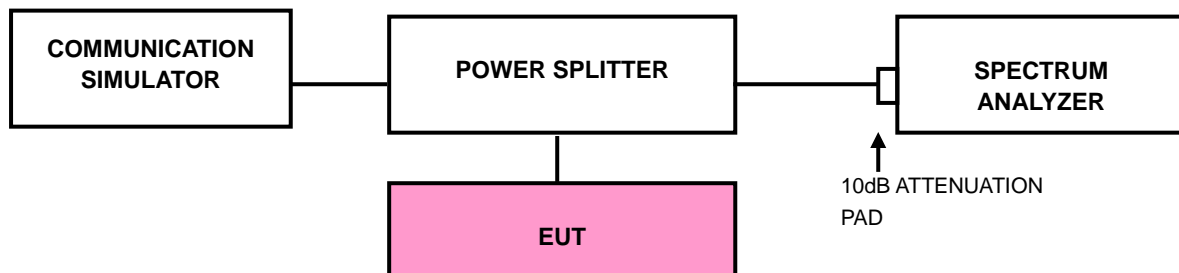 COMMUNICATION
SIMULATOR
POWER SPLITTER
SPECTRUM
ANALYZER
10dB ATTENUATION
PAD
EUT